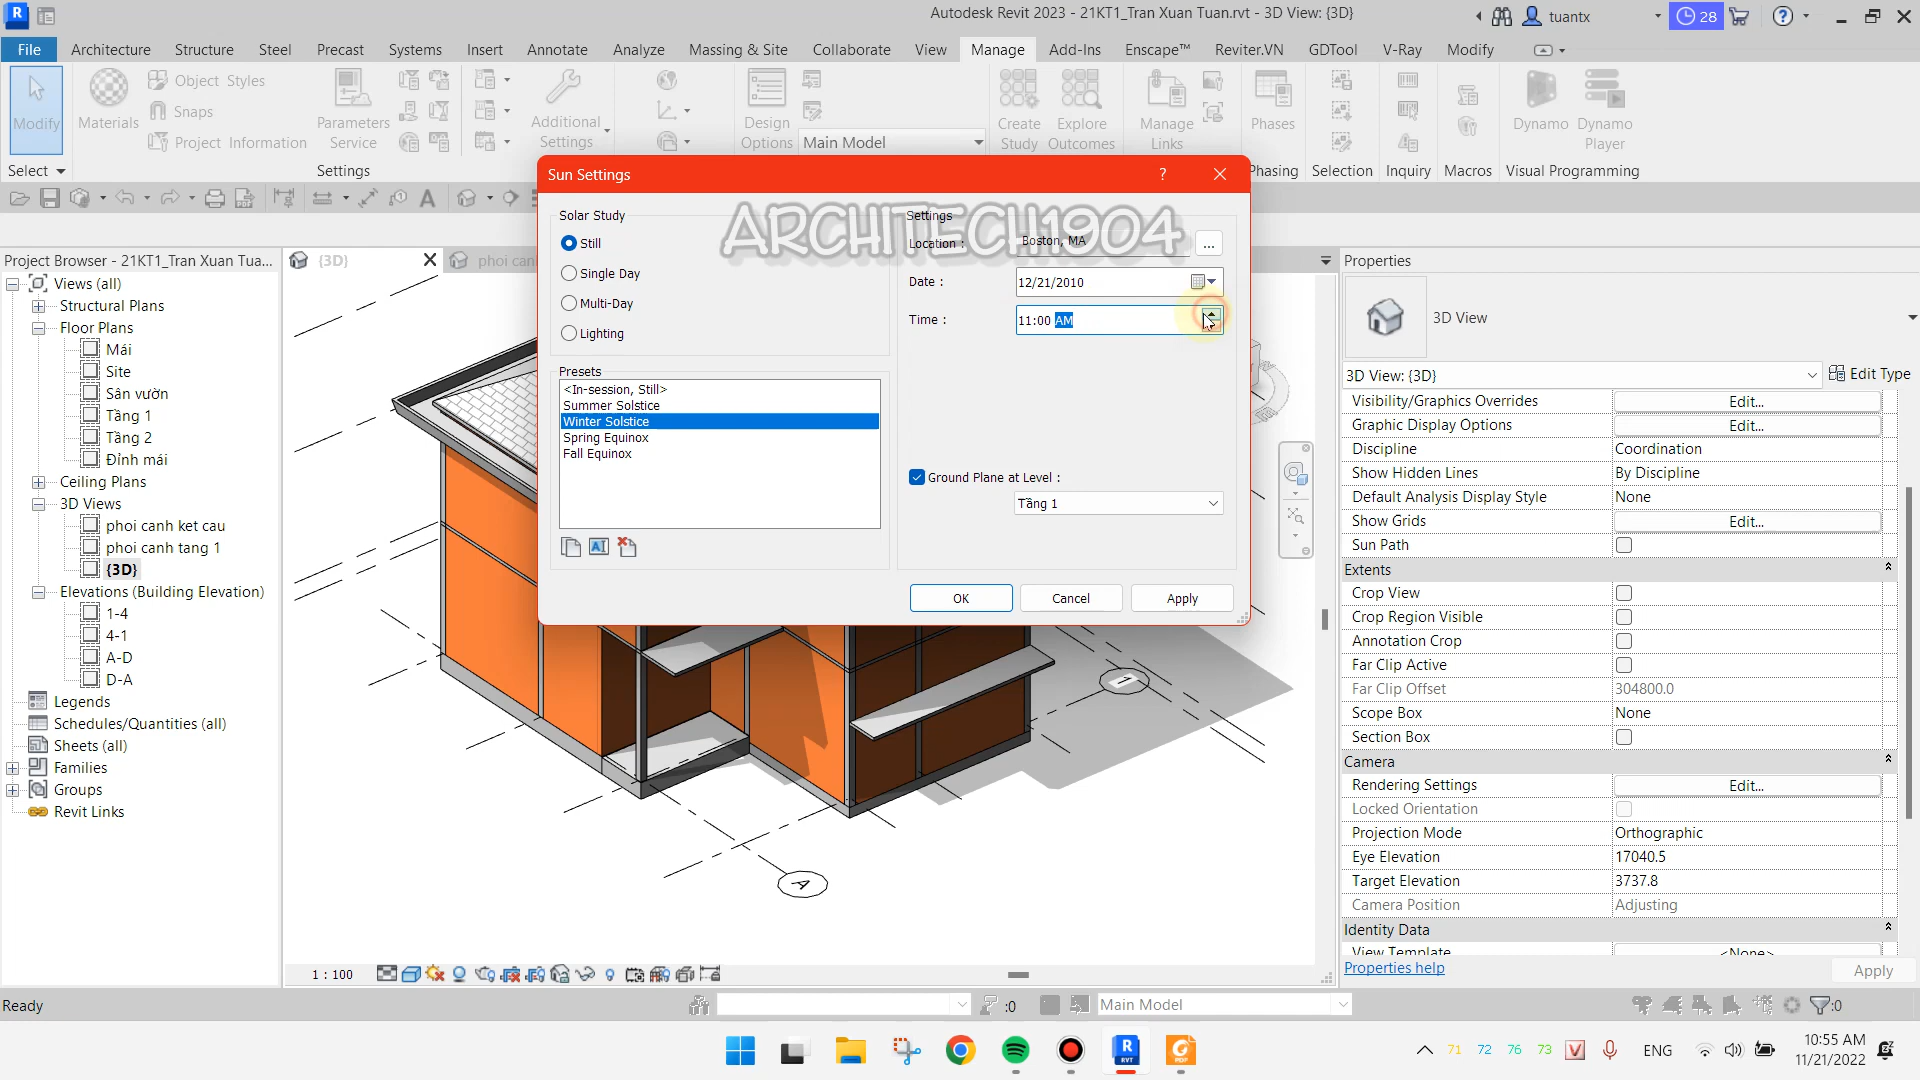 Autodesk Revit 2023 - 21KT1_Tran Xuan Tuan.rvt - 3D View: {3D}
tuantx
28
File Architecture Structure Steel Precast Systems Insert Annotate Analyze Massing & Site Collaborate View Manage Add-Ins Enscape™ Reviter.VN GDTool V-Ray Modify
Modify
Materials
Object Styles
Snaps
Project Information
Parameters Service
Additional Settings
Design Options
Main Model
Create Study
Explore Outcomes
Manage Links
Phases
Dynamo
Dynamo Player
Select
Settings
Phasing
Selection
Inquiry
Macros
Visual Programming
Project Browser - 21KT1_Tran Xuan Tua...
Views (all)
Structural Plans
Floor Plans
Mái
Site
Sân vườn
Tầng 1
Tầng 2
Đỉnh mái
Ceiling Plans
3D Views
phoi canh ket cau
phoi canh tang 1
{3D}
Elevations (Building Elevation)
1-4
4-1
A-D
D-A
Legends
Schedules/Quantities (all)
Sheets (all)
Families
Groups
Revit Links
{3D}
phoi can
Sun Settings
ARCHITECH1904
Solar Study
Still
Single Day
Multi-Day
Lighting
Presets
<In-session, Still>
Summer Solstice
Winter Solstice
Spring Equinox
Fall Equinox
Settings
Location : Boston, MA
...
Date : 12/21/2010
Time : 11:00 AM
Ground Plane at Level :
Tầng 1
OK
Cancel
Apply
1
A
Properties
3D View
3D View: {3D}
Edit Type
Visibility/Graphics Overrides Edit...
Graphic Display Options Edit...
Discipline Coordination
Show Hidden Lines By Discipline
Default Analysis Display Style None
Show Grids Edit...
Sun Path
Extents
Crop View
Crop Region Visible
Annotation Crop
Far Clip Active
Far Clip Offset 304800.0
Scope Box None
Section Box
Camera
Rendering Settings Edit...
Locked Orientation
Projection Mode Orthographic
Eye Elevation 17040.5
Target Elevation 3737.8
Camera Position Adjusting
Identity Data
View Template <None>
Properties help
Apply
1 : 100
Ready
:0
Main Model
:0
71 72 76 73
ENG
10:55 AM
11/21/2022